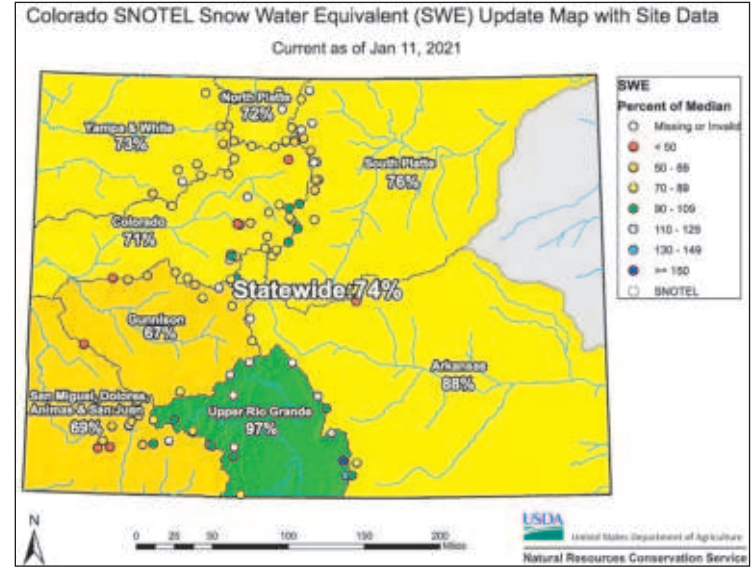 Colorado SNOTEL Snow Water Equivalent (SWE) Update Map with Site Data
Current as of Jan 11, 2021
North Platte
72%
Yampa & White
73%
South Platte
76%
Colorado
71%
Statewide 74%
Gunnison
67%
Arkansas
88%
San Miguel, Dolores,
Animas & San Juan
69%
Upper Rio Grande
97%
SWE
Percent of Median
Missing or Invalid
< 50
50 - 69
70 - 89
90 - 109
110 - 129
130 - 149
>= 150
SNOTEL
N
0 25 50 100 150 200
Miles
USDA
United States Department of Agriculture
Natural Resources Conservation Service